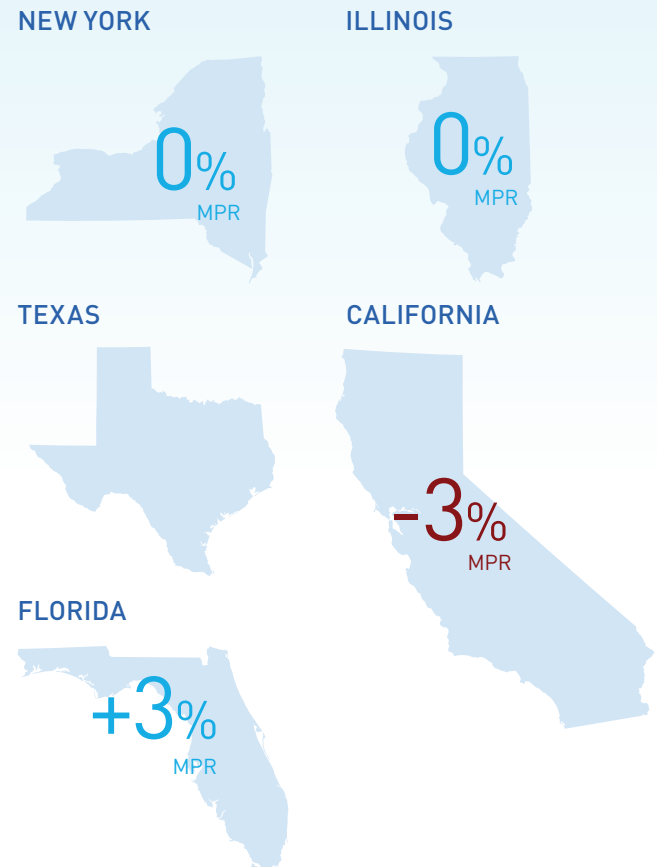 NEW YORK
0%
MPR
ILLINOIS
0%
MPR
TEXAS
CALIFORNIA
-3%
MPR
FLORIDA
+3%
MPR